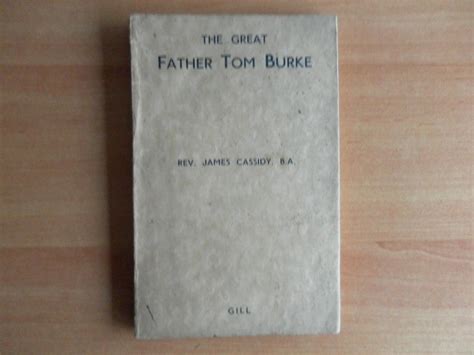 THE GREAT
FATHER TOM BURKE
REV. JAMES CASSIDY, B.A.
GILL